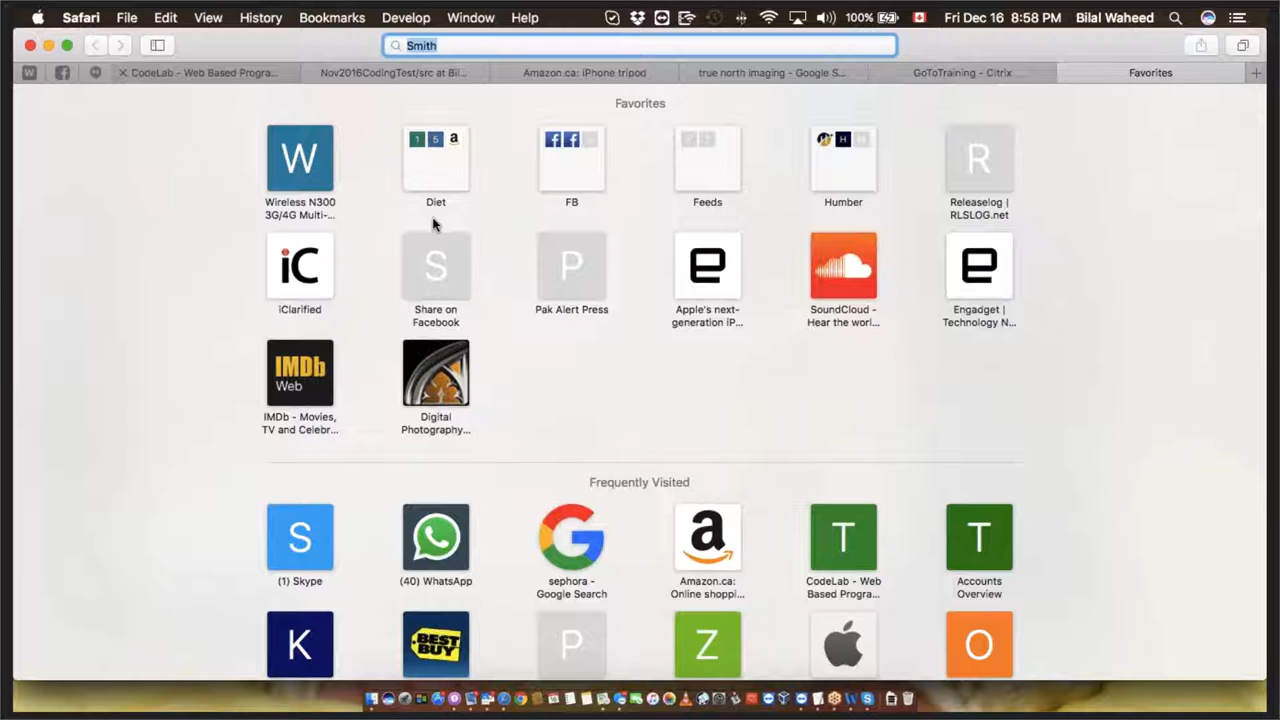 Safari File Edit View History Bookmarks Develop Window Help 100% Fri Dec 16 8:58 PM Bilal Waheed
Smith
W CodeLab - Web Based Progra... Nov2016CodingTest/src at Bil... Amazon.ca: iPhone tripod true north imaging - Google S... GoToTraining - Citrix Favorites
Favorites
W 1 5 a f f H R
Wireless N300 Diet FB Feeds Humber Releaselog |
3G/4G Multi-... RLSLOG.net
iC S P e e
iClarified Share on Pak Alert Press Apple's next- SoundCloud - Engadget |
Facebook generation iP... Hear the worl... Technology N...
IMDb
Web
IMDb - Movies, Digital
TV and Celebr... Photography...
Frequently Visited
S G a T T
(1) Skype (40) WhatsApp sephora - Amazon.ca: CodeLab - Web Accounts
Google Search Online shoppi... Based Progra... Overview
K BEST BUY P Z O